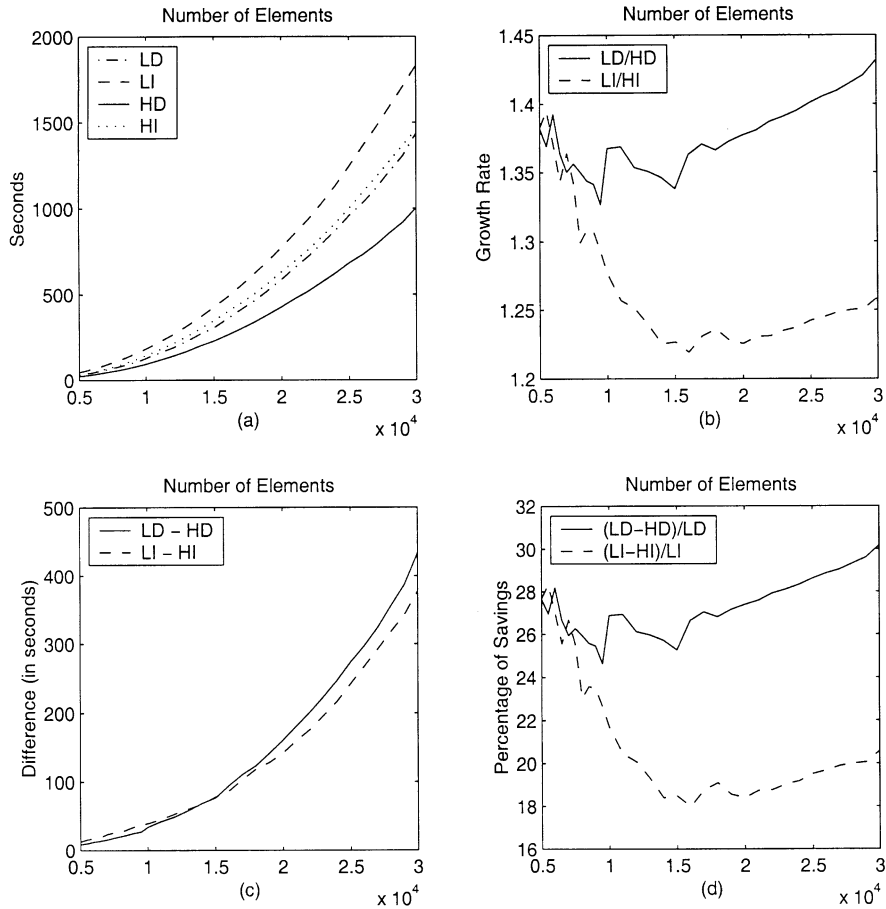 Number of Elements
2000
1500
1000
500
0
Seconds
LD
LI
HD
HI
0.5
1
1.5
2
2.5
3
(a)
x 10^4
Number of Elements
1.45
1.4
1.35
1.3
1.25
1.2
Growth Rate
LD/HD
LI/HI
0.5
1
1.5
2
2.5
3
(b)
x 10^4
Number of Elements
500
400
300
200
100
0
Difference (in seconds)
LD – HD
LI – HI
0.5
1
1.5
2
2.5
3
(c)
x 10^4
Number of Elements
32
30
28
26
24
22
20
18
16
Percentage of Savings
(LD–HD)/LD
(LI–HI)/LI
0.5
1
1.5
2
2.5
3
(d)
x 10^4